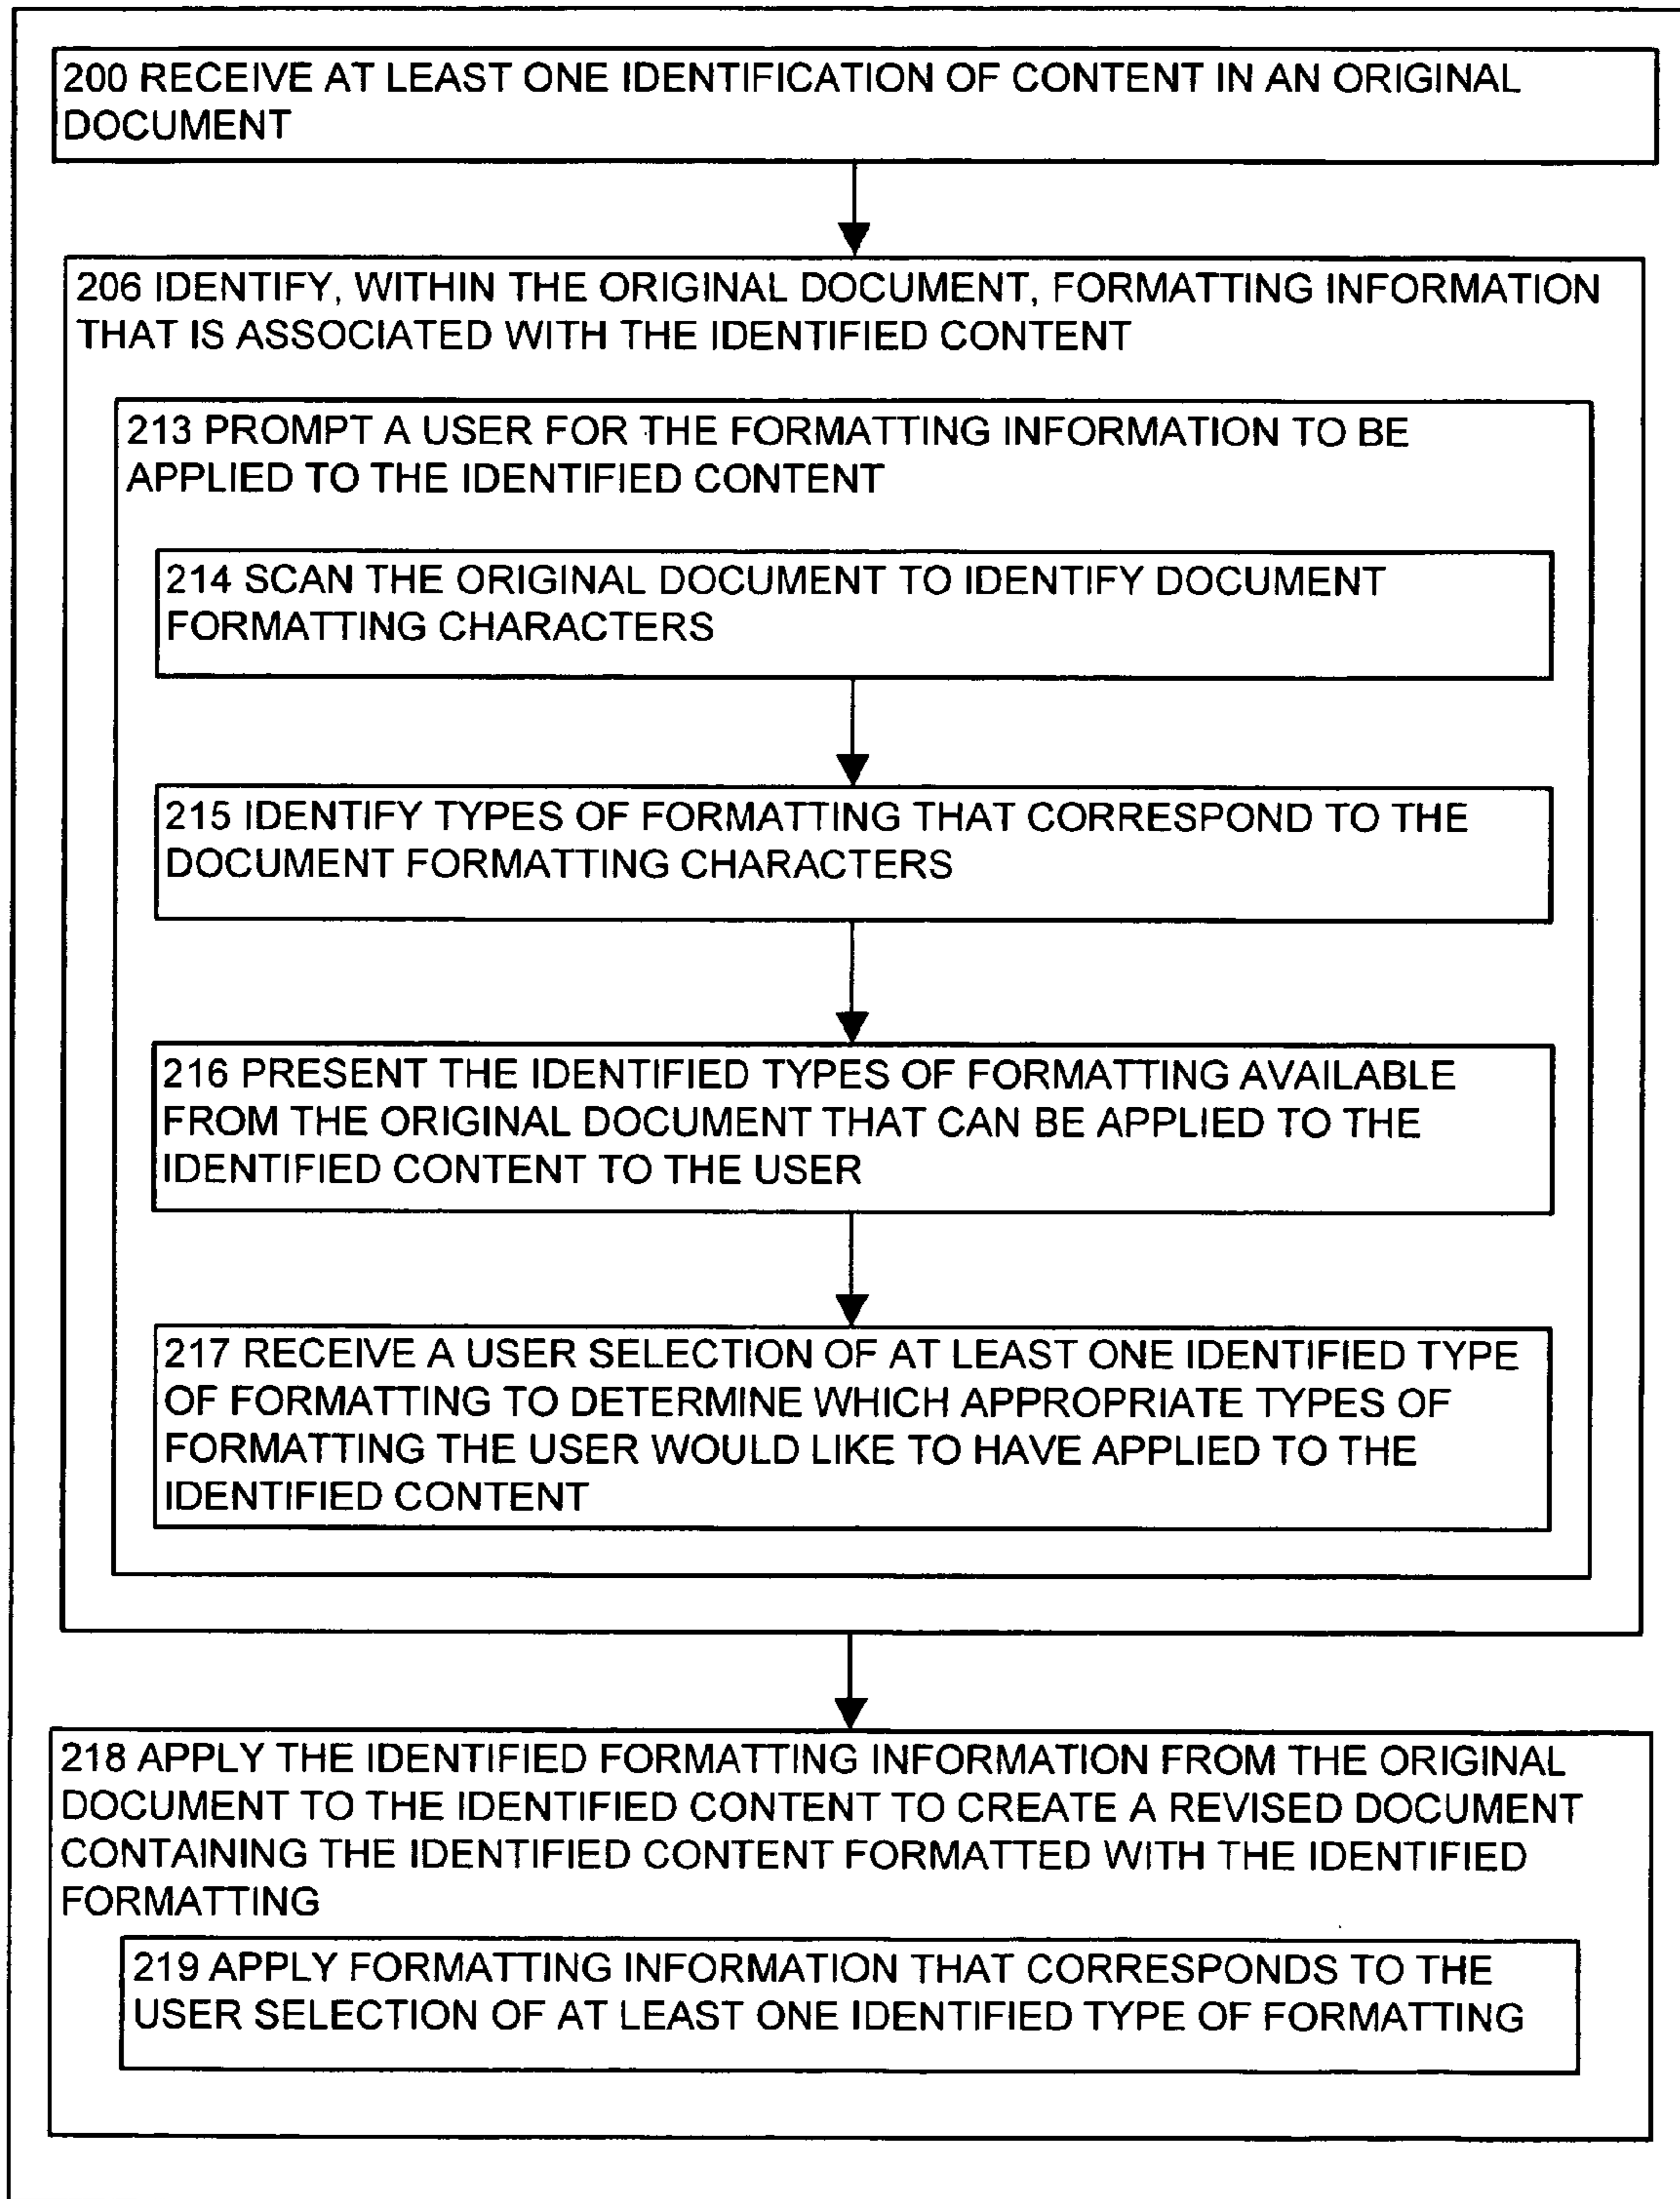 200 RECEIVE AT LEAST ONE IDENTIFICATION OF CONTENT IN AN ORIGINAL
DOCUMENT
206 IDENTIFY, WITHIN THE ORIGINAL DOCUMENT, FORMATTING INFORMATION
THAT IS ASSOCIATED WITH THE IDENTIFIED CONTENT
213 PROMPT A USER FOR THE FORMATTING INFORMATION TO BE
APPLIED TO THE IDENTIFIED CONTENT
214 SCAN THE ORIGINAL DOCUMENT TO IDENTIFY DOCUMENT
FORMATTING CHARACTERS
215 IDENTIFY TYPES OF FORMATTING THAT CORRESPOND TO THE
DOCUMENT FORMATTING CHARACTERS
216 PRESENT THE IDENTIFIED TYPES OF FORMATTING AVAILABLE
FROM THE ORIGINAL DOCUMENT THAT CAN BE APPLIED TO THE
IDENTIFIED CONTENT TO THE USER
217 RECEIVE A USER SELECTION OF AT LEAST ONE IDENTIFIED TYPE
OF FORMATTING TO DETERMINE WHICH APPROPRIATE TYPES OF
FORMATTING THE USER WOULD LIKE TO HAVE APPLIED TO THE
IDENTIFIED CONTENT
218 APPLY THE IDENTIFIED FORMATTING INFORMATION FROM THE ORIGINAL
DOCUMENT TO THE IDENTIFIED CONTENT TO CREATE A REVISED DOCUMENT
CONTAINING THE IDENTIFIED CONTENT FORMATTED WITH THE IDENTIFIED
FORMATTING
219 APPLY FORMATTING INFORMATION THAT CORRESPONDS TO THE
USER SELECTION OF AT LEAST ONE IDENTIFIED TYPE OF FORMATTING